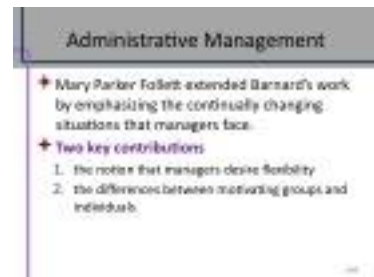 Administrative Management
Mary Parker Follett extended Barnard's work
by emphasizing the continually changing
situations that managers face.
Two key contributions
1. the notion that managers desire flexibility
2. the differences between motivating groups and
individuals